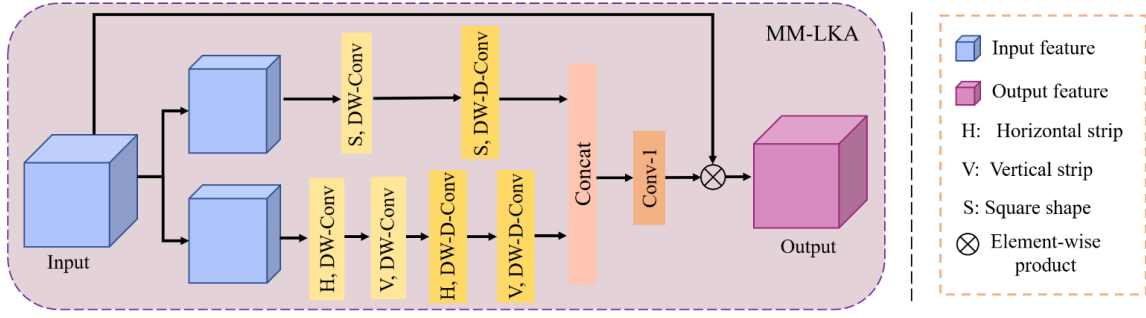 MM-LKA
S, DW-Conv
S, DW-D-Conv
Input
H, DW-Conv
V, DW-Conv
H, DW-D-Conv
V, DW-D-Conv
Concat
Conv-1
Output
Input feature
Output feature
H: Horizontal strip
V: Vertical strip
S: Square shape
Element-wise
product